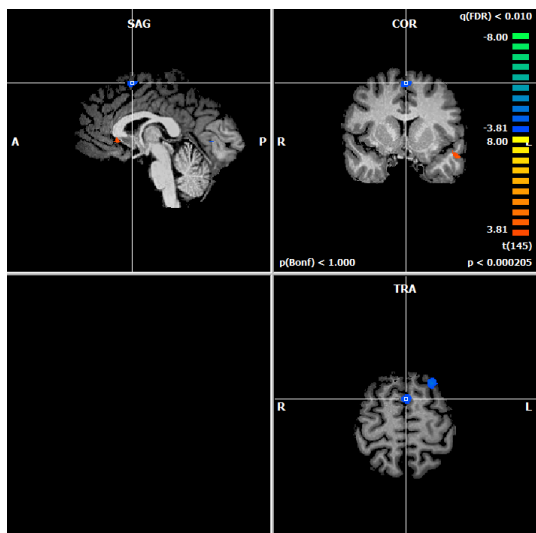 SAG
A
P
COR
q(FDR) < 0.010
-8.00
-3.81
8.00
R
L
3.81
t(145)
p(Bonf) < 1.000
p < 0.000205
TRA
R
L